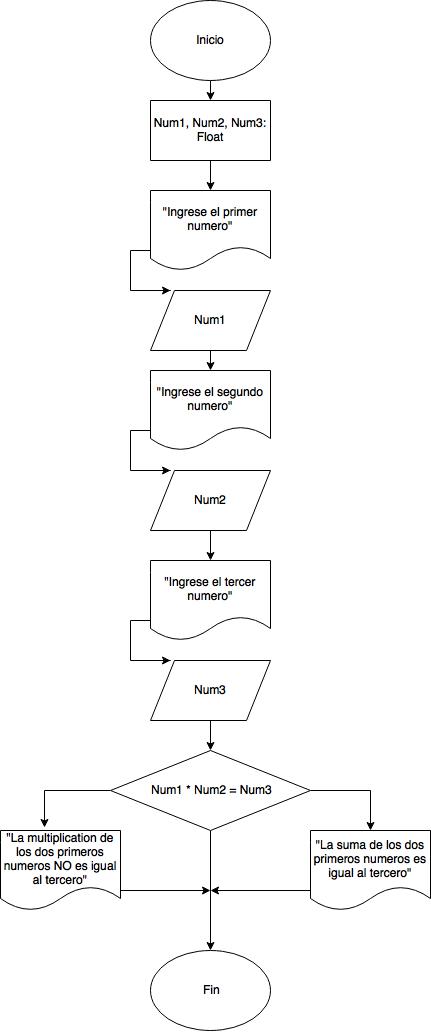 Inicio
Num1, Num2, Num3:
Float
"Ingrese el primer
numero"
Num1
"Ingrese el segundo
numero"
Num2
"Ingrese el tercer
numero"
Num3
Num1 * Num2 = Num3
"La multiplication de
los dos primeros
numeros NO es igual
al tercero"
"La suma de los dos
primeros numeros es
igual al tercero"
Fin